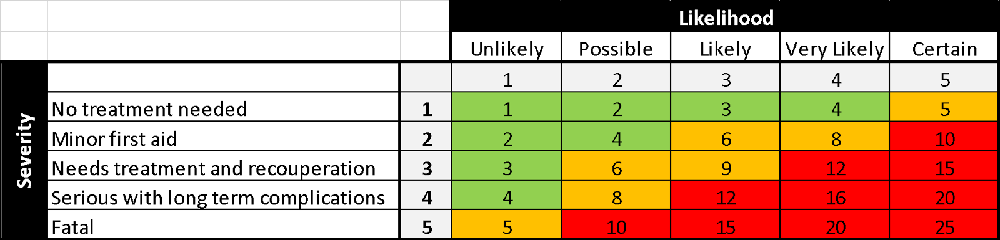 Likelihood
Unlikely Possible Likely Very Likely Certain
1 2 3 4 5
Severity
No treatment needed 1 1 2 3 4 5
Minor first aid 2 2 4 6 8 10
Needs treatment and recouperation 3 3 6 9 12 15
Serious with long term complications 4 4 8 12 16 20
Fatal 5 5 10 15 20 25